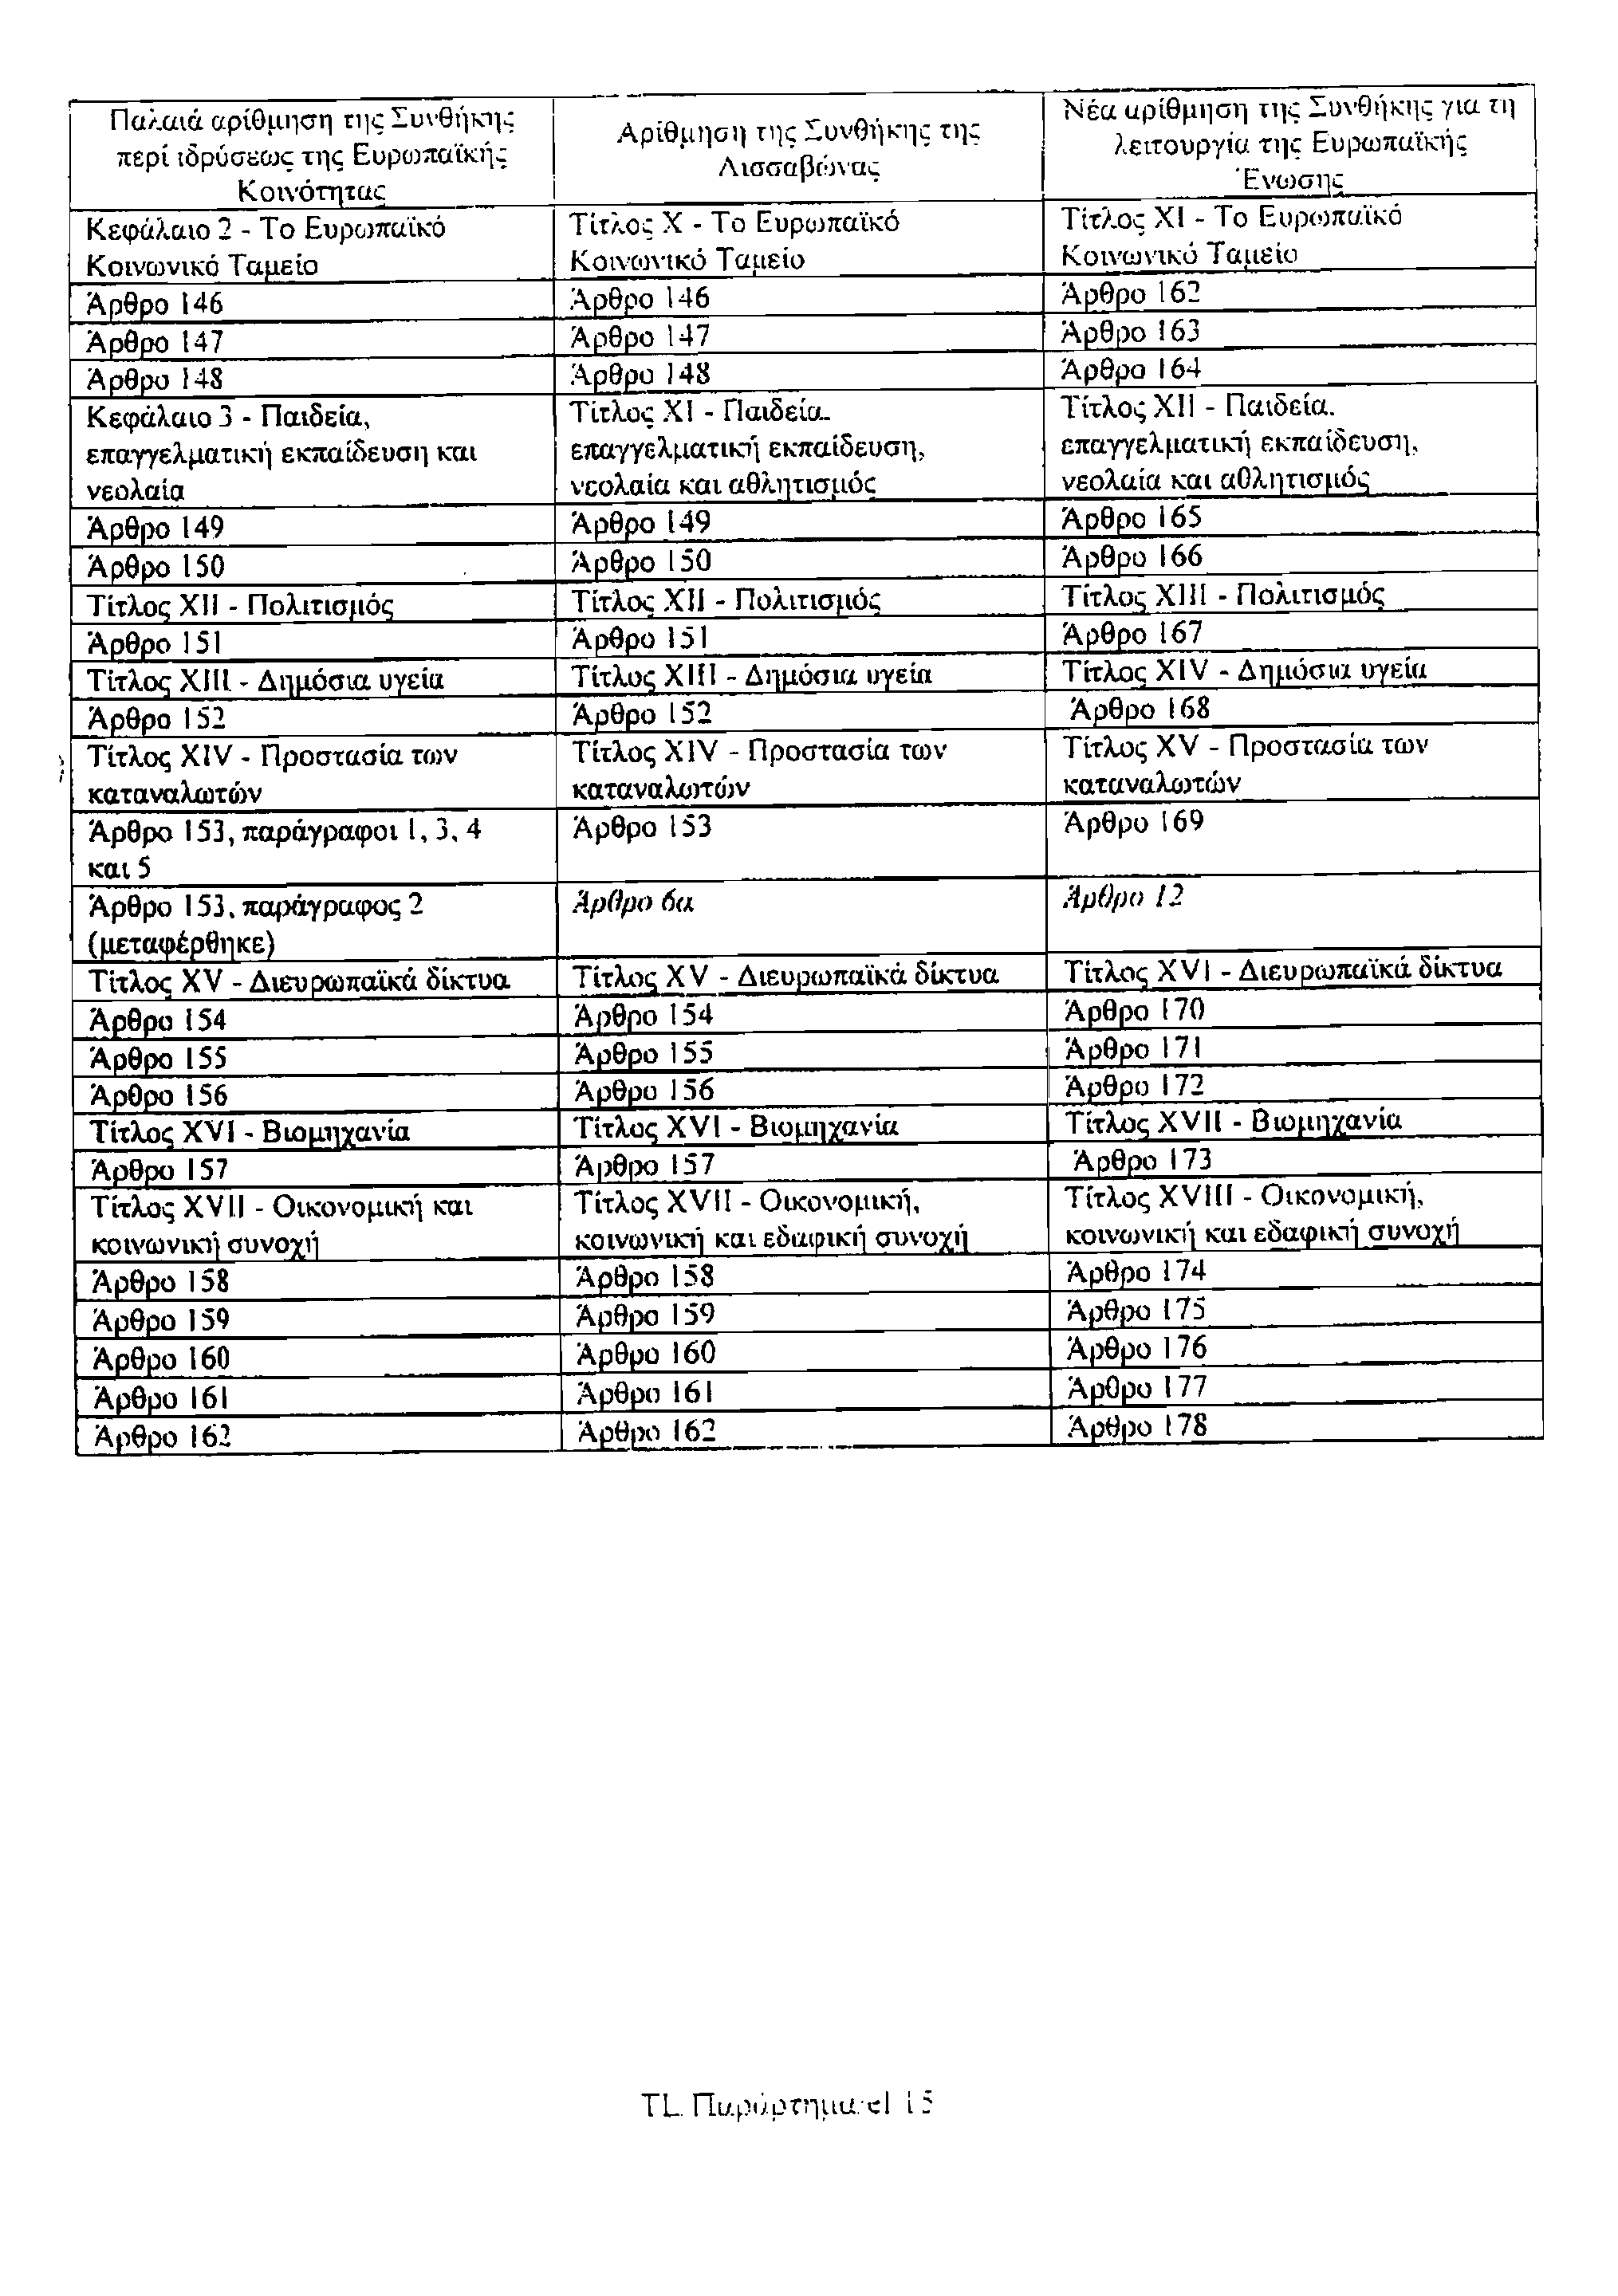 Παλαιά αρίθμηση της Συνθήκης
περί ιδρύσεως της Ευρωπαϊκής
Κοινότητας
Αρίθμηση της Συνθήκης της
Λισσαβώνας
Νέα αρίθμηση της Συνθήκης για τη
λειτουργία της Ευρωπαϊκής
Ένωσης
Κεφάλαιο 2 - Το Ευρωπαϊκό
Κοινωνικό Ταμείο
Τίτλος X - Το Ευρωπαϊκό
Κοινωνικό Ταμείο
Τίτλος XI - Το Ευρωπαϊκό
Κοινωνικό Ταμείο
Άρθρο 146
Άρθρο 146
Άρθρο 162
Άρθρο 147
Άρθρο 147
Άρθρο 163
Άρθρο 148
Άρθρο 148
Άρθρο 164
Κεφάλαιο 3 - Παιδεία,
επαγγελματική εκπαίδευση και
νεολαία
Τίτλος XI - Παιδεία,
επαγγελματική εκπαίδευση,
νεολαία και αθλητισμός
Τίτλος XII - Παιδεία,
επαγγελματική εκπαίδευση,
νεολαία και αθλητισμός
Άρθρο 149
Άρθρο 149
Άρθρο 165
Άρθρο 150
Άρθρο 150
Άρθρο 166
Τίτλος XII - Πολιτισμός
Τίτλος XII - Πολιτισμός
Τίτλος XIII - Πολιτισμός
Άρθρο 151
Άρθρο 151
Άρθρο 167
Τίτλος XIII - Δημόσια υγεία
Τίτλος XIII - Δημόσια υγεία
Τίτλος XIV - Δημόσια υγεία
Άρθρο 152
Άρθρο 152
Άρθρο 168
Τίτλος XIV - Προστασία των
καταναλωτών
Τίτλος XIV - Προστασία των
καταναλωτών
Τίτλος XV - Προστασία των
καταναλωτών
Άρθρο 153, παράγραφοι 1, 3, 4
και 5
Άρθρο 153
Άρθρο 169
Άρθρο 153, παράγραφος 2
(μεταφέρθηκε)
Άρθρο 6α
Άρθρο 12
Τίτλος XV - Διευρωπαϊκά δίκτυα
Τίτλος XV - Διευρωπαϊκά δίκτυα
Τίτλος XVI - Διευρωπαϊκά δίκτυα
Άρθρο 154
Άρθρο 154
Άρθρο 170
Άρθρο 155
Άρθρο 155
Άρθρο 171
Άρθρο 156
Άρθρο 156
Άρθρο 172
Τίτλος XVI - Βιομηχανία
Τίτλος XVI - Βιομηχανία
Τίτλος XVII - Βιομηχανία
Άρθρο 157
Άρθρο 157
Άρθρο 173
Τίτλος XVII - Οικονομική και
κοινωνική συνοχή
Τίτλος XVII - Οικονομική,
κοινωνική και εδαφική συνοχή
Τίτλος XVIII - Οικονομική,
κοινωνική και εδαφική συνοχή
Άρθρο 158
Άρθρο 158
Άρθρο 174
Άρθρο 159
Άρθρο 159
Άρθρο 175
Άρθρο 160
Άρθρο 160
Άρθρο 176
Άρθρο 161
Άρθρο 161
Άρθρο 177
Άρθρο 162
Άρθρο 162
Άρθρο 178
TL Παράρτημα/el 15